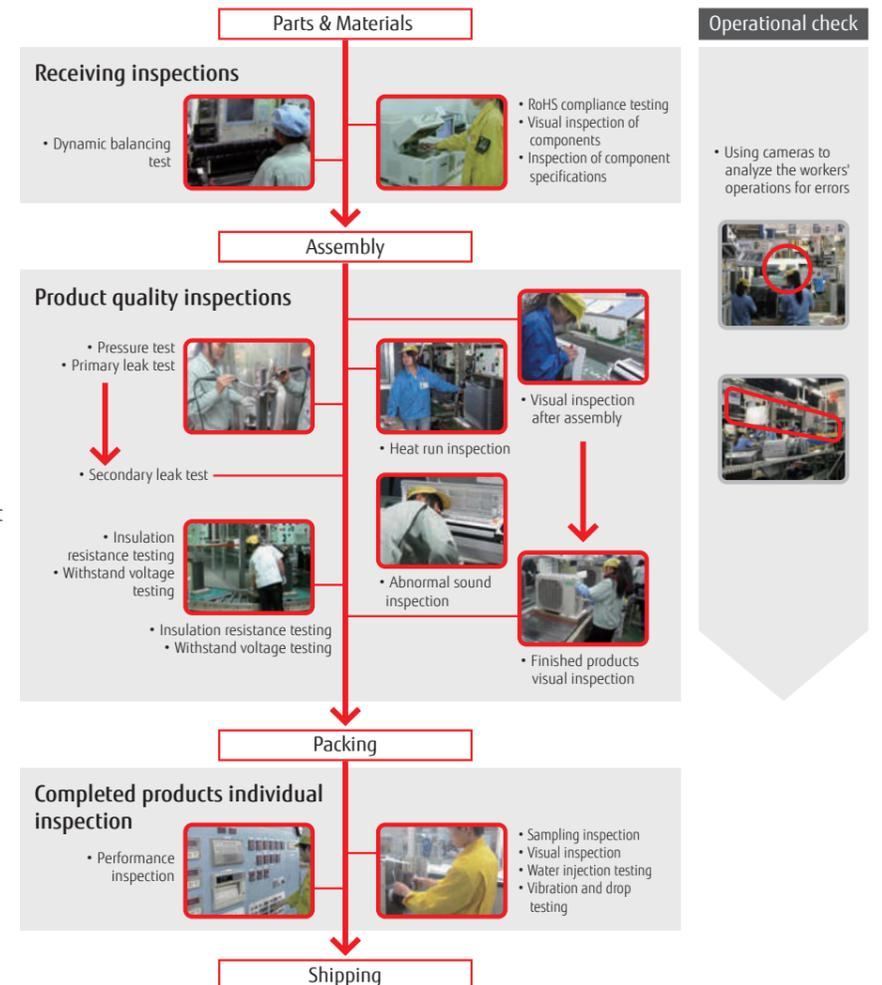 Parts & Materials
Operational check
Receiving inspections
• Dynamic balancing
test
• RoHS compliance testing
• Visual inspection of
components
• Inspection of component
specifications
• Using cameras to
analyze the workers'
operations for errors
Assembly
Product quality inspections
• Pressure test
• Primary leak test
• Secondary leak test
• Heat run inspection
• Visual inspection
after assembly
• Insulation
resistance testing
• Withstand voltage
testing
• Insulation resistance testing
• Withstand voltage testing
• Abnormal sound
inspection
• Finished products
visual inspection
Packing
Completed products individual
inspection
• Performance
inspection
• Sampling inspection
• Visual inspection
• Water injection testing
• Vibration and drop
testing
Shipping